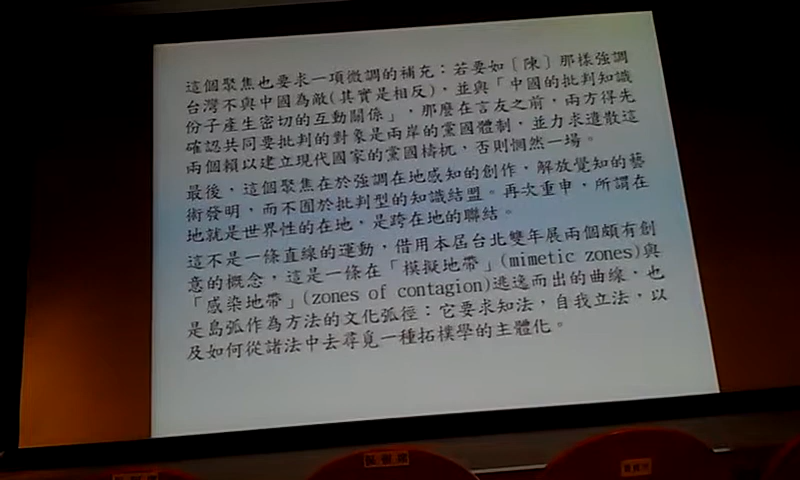 這個聚焦也要求一項微調的補充：若要如〔陳〕那樣強調
台灣不與中國為敵(其實是相反)，並與「中國的批判知識
份子產生密切的互動關係」，那麼在言友之前，兩方得先
確認共同要批判的對象是兩岸的黨國體制，並力求遣散這
兩個賴以建立現代國家的黨國檮杌，否則惘然一場。
最後，這個聚焦在於強調在地感知的創作、解放覺知的藝
術發明，而不囿於批判型的知識結盟。再次重申，所謂在
地就是世界性的在地，是跨在地的聯結。
這不是一條直線的運動，借用本屆台北雙年展兩個頗有創
意的概念，這是一條在「模擬地帶」(mimetic zones)與
「感染地帶」(zones of contagion)逃逸而出的曲線，也
是島弧作為方法的文化弧徑：它要求知法，自我立法，以
及如何從諸法中去尋覓一種拓樸學的主體化。